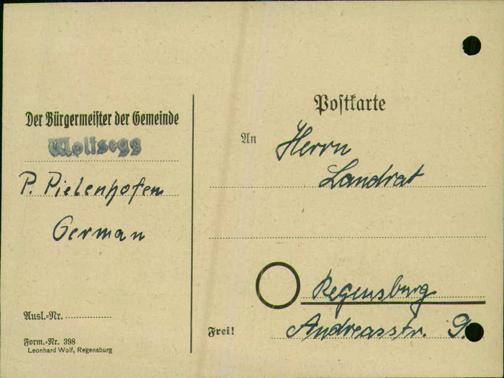 Der Bürgermeister der Gemeinde
Wolfsegg
P. Pielenhofen
German
Ausl.-Nr.
Form.-Nr. 398
Leonhard Wolf, Regensburg
Postkarte
An
Herrn
Landrat
Regensburg
Frei!
Andreasstr. 9.